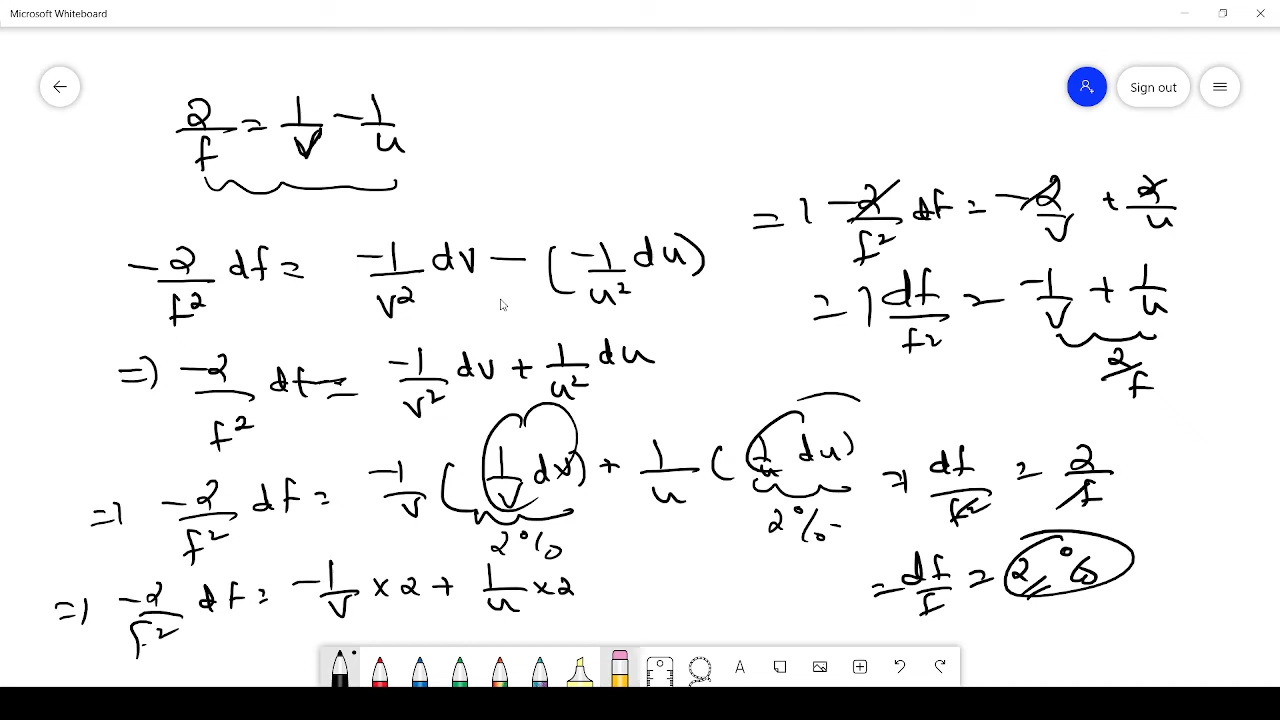 Microsoft Whiteboard
Sign out
2/f = 1/v - 1/u
-2/f² df = -1/v² dv - (-1/u² du)
=) -2/f² df = -1/v² dv + 1/u² du
=) -2/f² df = -1/v (1/v dv) + 1/u (1/u du)
2% 2%
=) -2/f² df = -1/v × 2 + 1/u × 2
=) -2/f² df = -2/v + 2/u
=) df/f² = -1/v + 1/u
2/f
=) df/f² = 2/f
= df/f = 2%
A